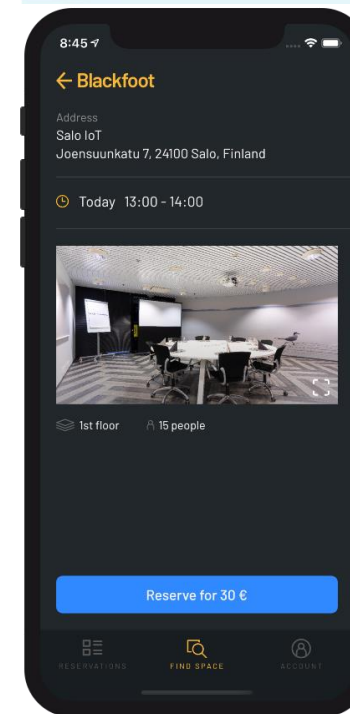 8:45
Blackfoot
Address
Salo IoT
Joensuunkatu 7, 24100 Salo, Finland
Today 13:00 - 14:00
1st floor 15 people
Reserve for 30 €
RESERVATIONS FIND SPACE ACCOUNT